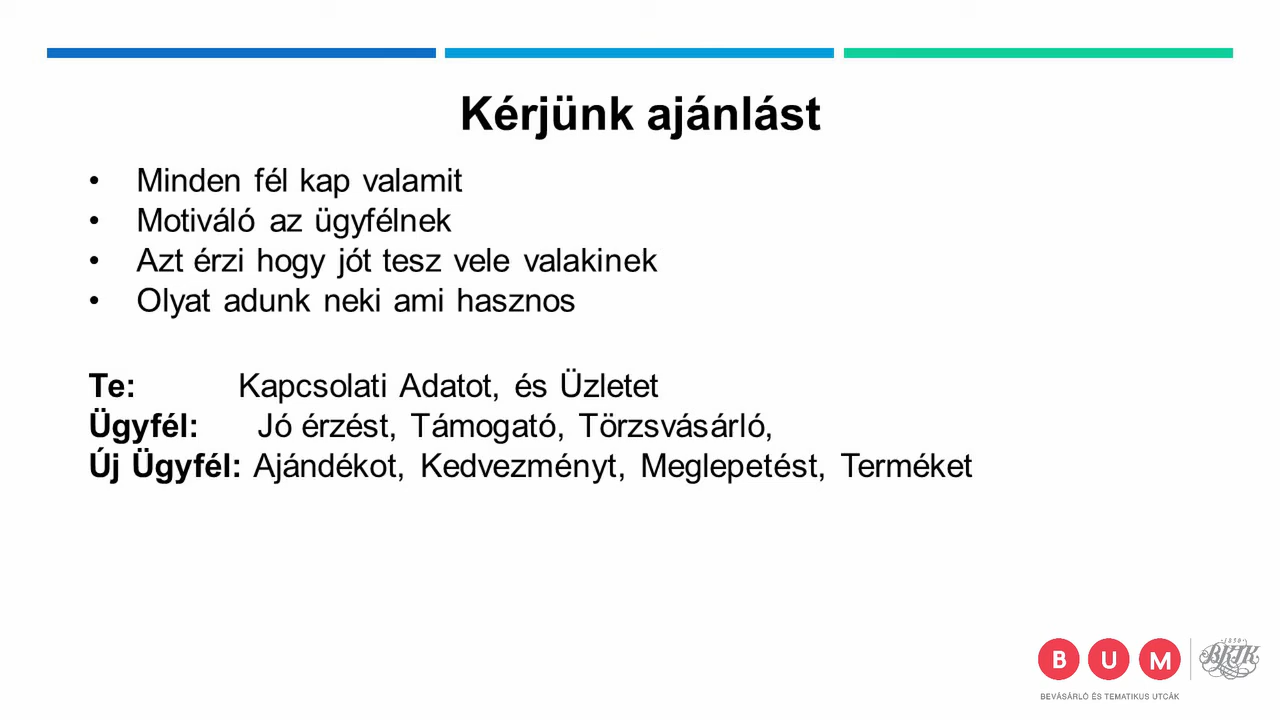 Kérjünk ajánlást
• Minden fél kap valamit
• Motiváló az ügyfélnek
• Azt érzi hogy jót tesz vele valakinek
• Olyat adunk neki ami hasznos
Te: Kapcsolati Adatot, és Üzletet
Ügyfél: Jó érzést, Támogató, Törzsvásárló,
Új Ügyfél: Ajándékot, Kedvezményt, Meglepetést, Terméket
B U M
BEVÁSÁRLÓ ÉS TEMATIKUS UTCÁK
·1850·
BKIK